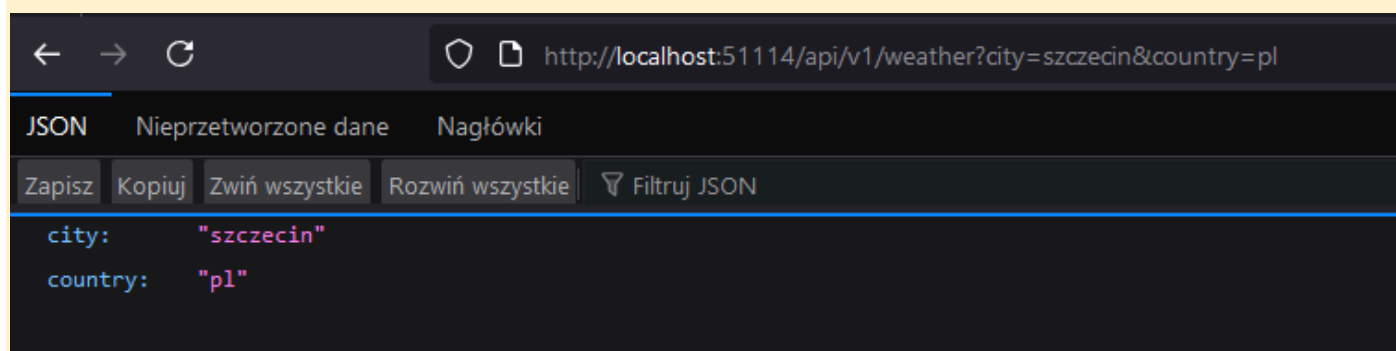 http://localhost:51114/api/v1/weather?city=szczecin&country=pl
JSON Nieprzetworzone dane Nagłówki
Zapisz Kopiuj Zwiń wszystkie Rozwiń wszystkie Filtruj JSON
city: "szczecin"
country: "pl"